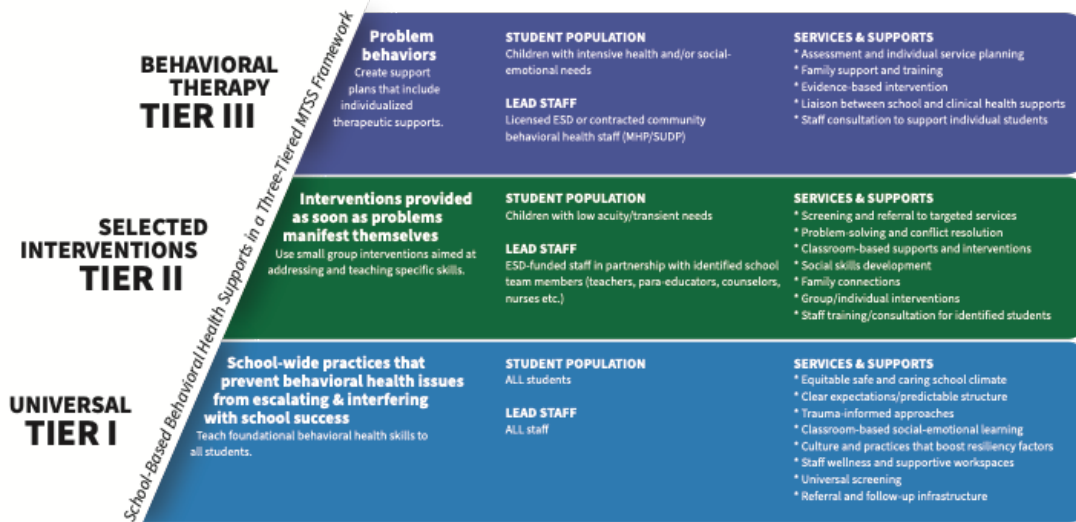 School-Based Behavioral Health Supports in a Three-Tiered MTSS Framework
BEHAVIORAL
THERAPY
TIER III
Problem
behaviors
Create support
plans that include
individualized
therapeutic supports.
STUDENT POPULATION
Children with intensive health and/or social-
emotional needs
LEAD STAFF
Licensed ESD or contracted community
behavioral health staff (MHP/SUDP)
SERVICES & SUPPORTS
* Assessment and individual service planning
* Family support and training
* Evidence-based intervention
* Liaison between school and clinical health supports
* Staff consultation to support individual students
SELECTED
INTERVENTIONS
TIER II
Interventions provided
as soon as problems
manifest themselves
Use small group interventions aimed at
addressing and teaching specific skills.
STUDENT POPULATION
Children with low acuity/transient needs
LEAD STAFF
ESD-funded staff in partnership with identified school
team members (teachers, para-educators, counselors,
nurses etc.)
SERVICES & SUPPORTS
* Screening and referral to targeted services
* Problem-solving and conflict resolution
* Classroom-based supports and interventions
* Social skills development
* Family connections
* Group/individual interventions
* Staff training/consultation for identified students
UNIVERSAL
TIER I
School-wide practices that
prevent behavioral health issues
from escalating & interfering
with school success
Teach foundational behavioral health skills to
all students.
STUDENT POPULATION
ALL students
LEAD STAFF
ALL staff
SERVICES & SUPPORTS
* Equitable safe and caring school climate
* Clear expectations/predictable structure
* Trauma-informed approaches
* Classroom-based social-emotional learning
* Culture and practices that boost resiliency factors
* Staff wellness and supportive workspaces
* Universal screening
* Referral and follow-up infrastructure